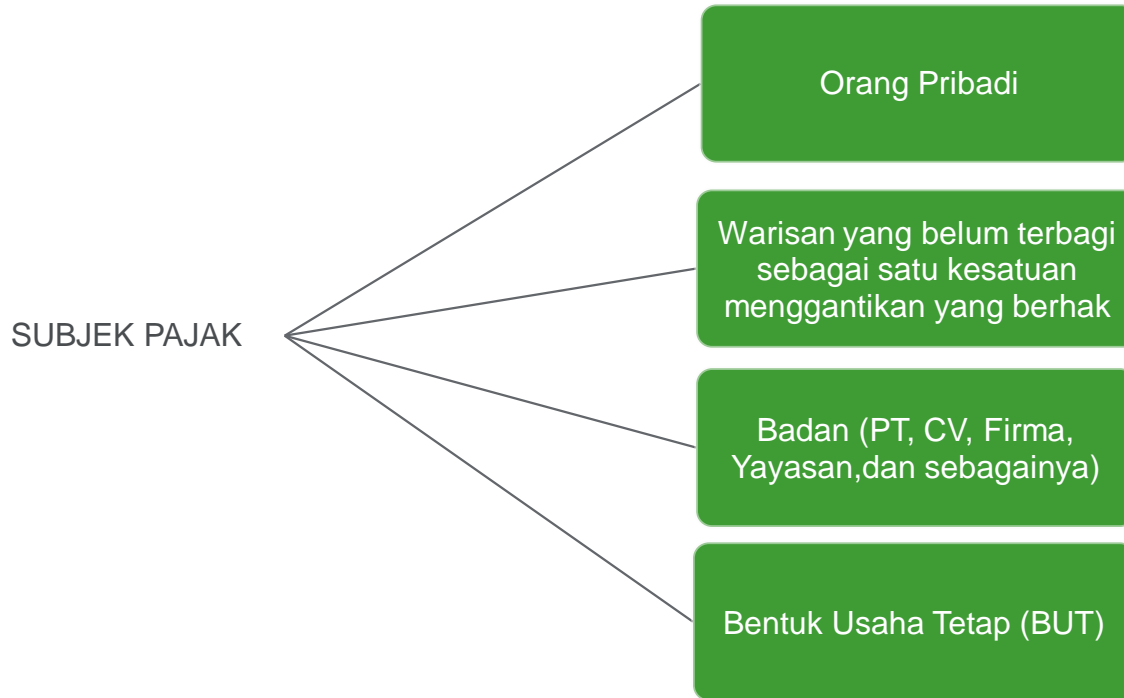 SUBJEK PAJAK
Orang Pribadi
Warisan yang belum terbagi
sebagai satu kesatuan
menggantikan yang berhak
Badan (PT, CV, Firma,
Yayasan,dan sebagainya)
Bentuk Usaha Tetap (BUT)